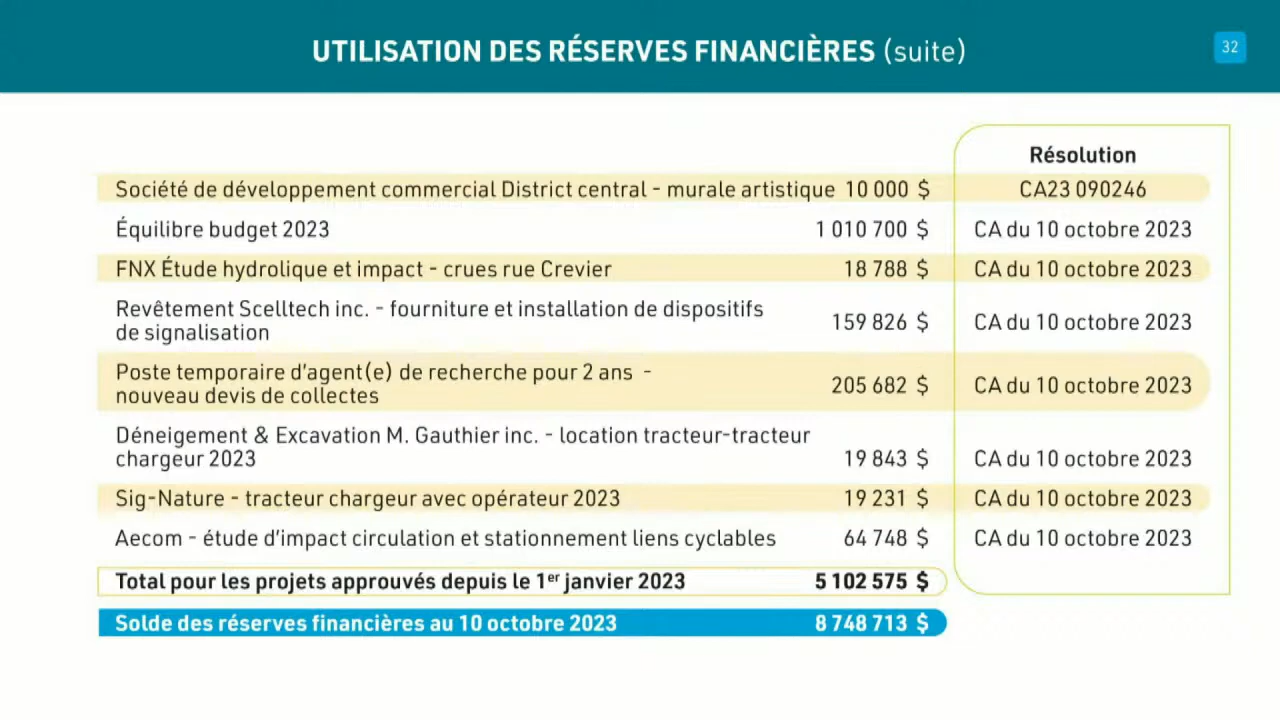 UTILISATION DES RÉSERVES FINANCIÈRES (suite)
32
Résolution
Société de développement commercial District central - murale artistique 10 000 $ CA23 090246
Équilibre budget 2023 1 010 700 $ CA du 10 octobre 2023
FNX Étude hydrolique et impact - crues rue Crevier 18 788 $ CA du 10 octobre 2023
Revêtement Scelltech inc. - fourniture et installation de dispositifs
de signalisation 159 826 $ CA du 10 octobre 2023
Poste temporaire d'agent(e) de recherche pour 2 ans -
nouveau devis de collectes 205 682 $ CA du 10 octobre 2023
Déneigement & Excavation M. Gauthier inc. - location tracteur-tracteur
chargeur 2023 19 843 $ CA du 10 octobre 2023
Sig-Nature - tracteur chargeur avec opérateur 2023 19 231 $ CA du 10 octobre 2023
Aecom - étude d'impact circulation et stationnement liens cyclables 64 748 $ CA du 10 octobre 2023
Total pour les projets approuvés depuis le 1er janvier 2023 5 102 575 $
Solde des réserves financières au 10 octobre 2023 8 748 713 $